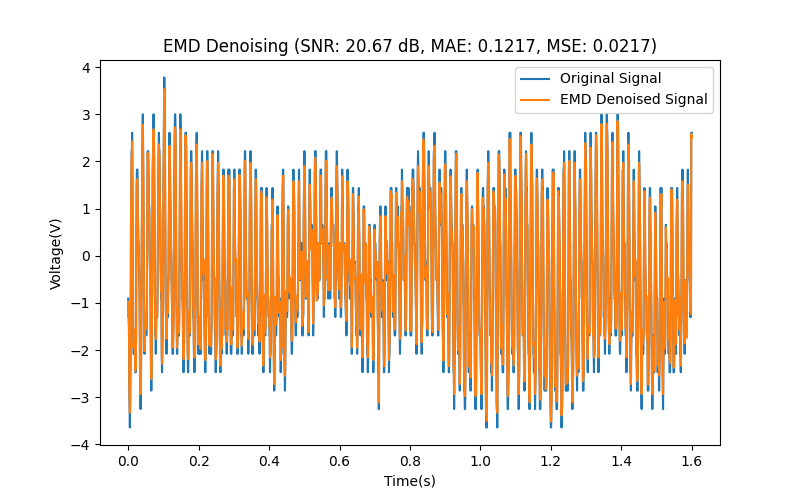 EMD Denoising (SNR: 20.67 dB, MAE: 0.1217, MSE: 0.0217)
Original Signal
EMD Denoised Signal
4
3
2
1
0
−1
−2
−3
−4
Voltage(V)
0.0 0.2 0.4 0.6 0.8 1.0 1.2 1.4 1.6
Time(s)